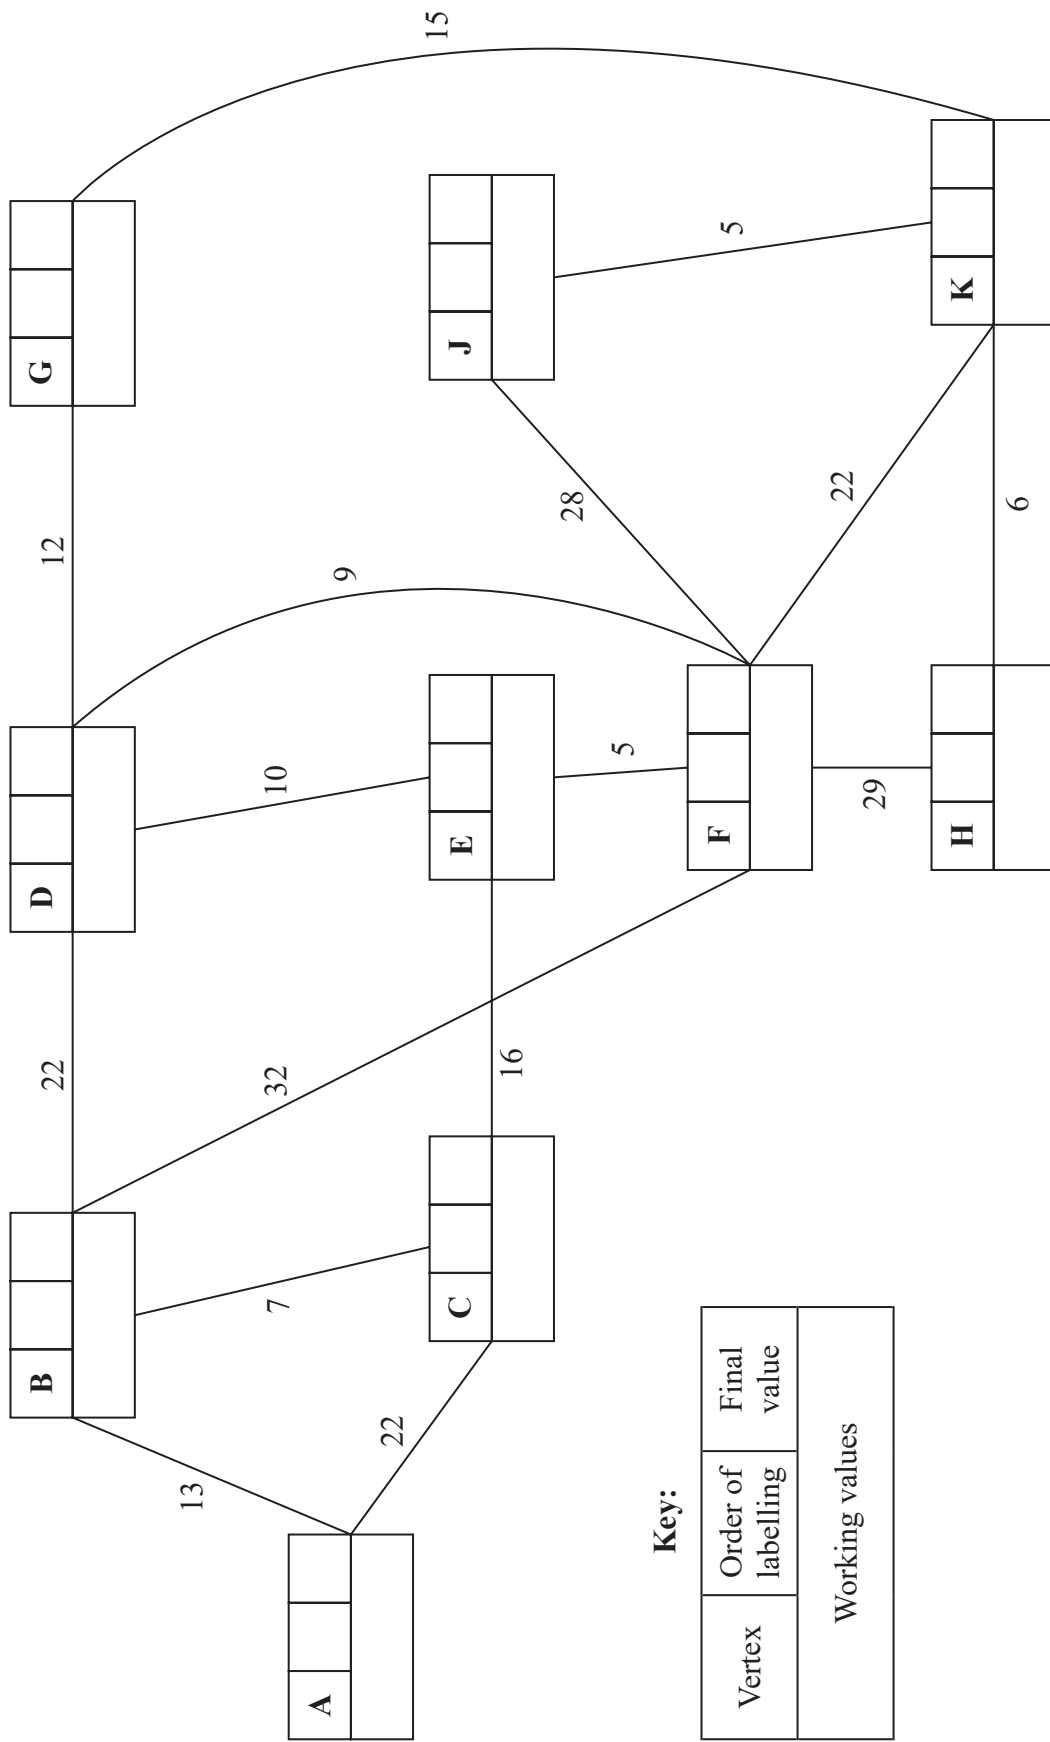 B
D
G
22
12
13
7
32
10
9
15
A
22
C
16
E
J
5
28
5
F
22
29
H
K
6
Key:
Vertex
Order of
labelling
Final
value
Working values